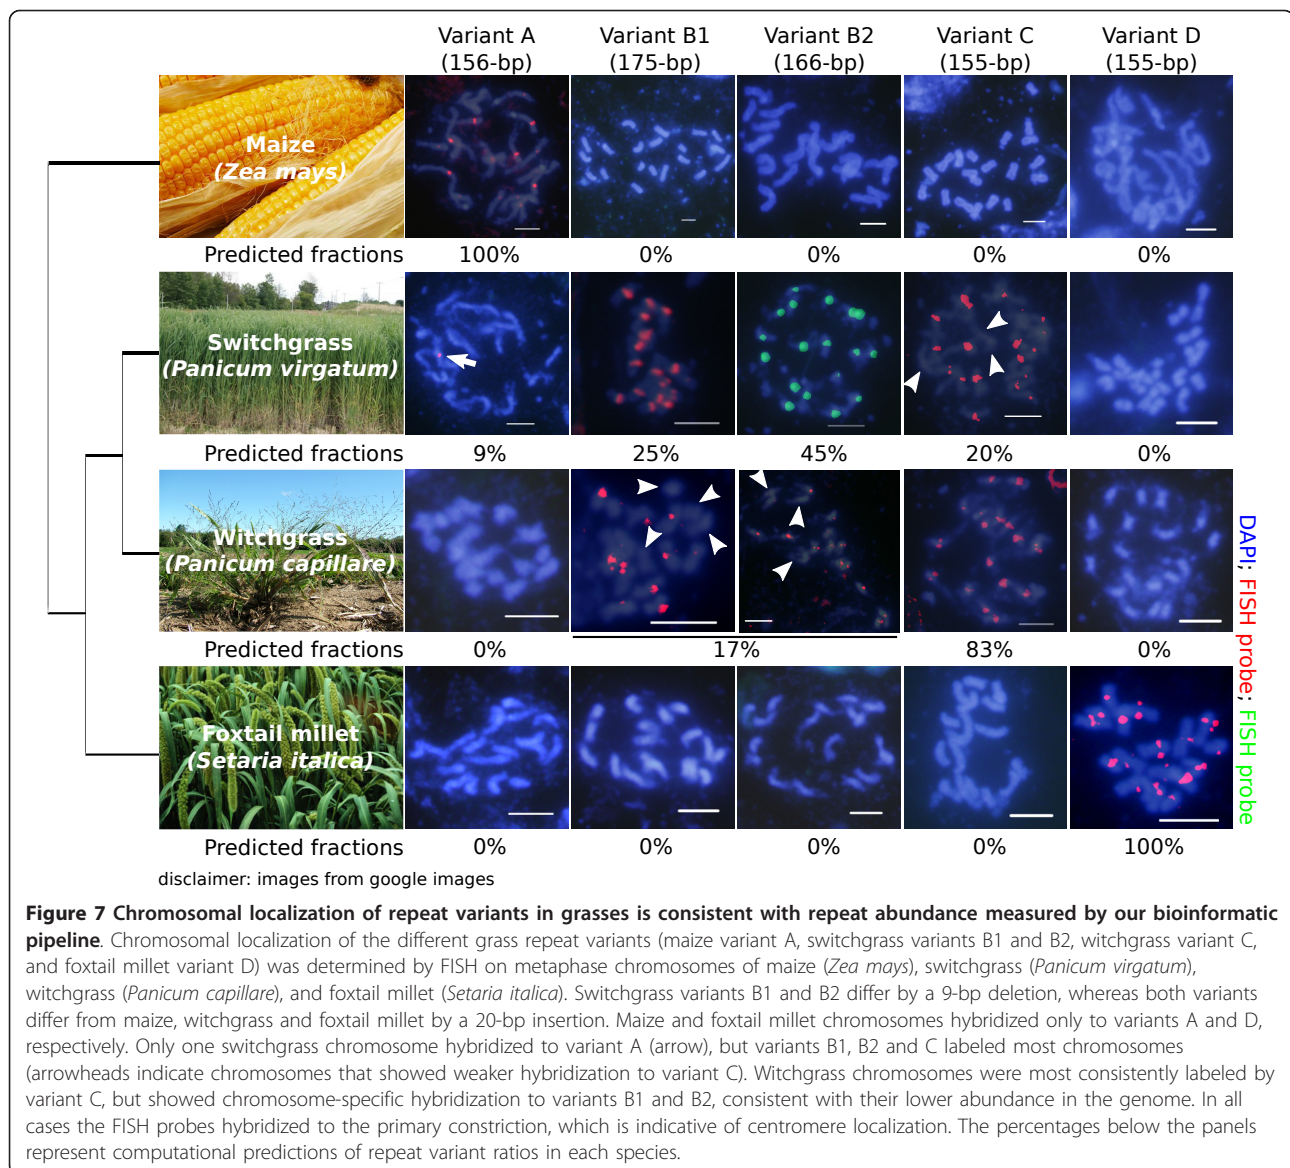 Variant A Variant B1 Variant B2 Variant C Variant D
(156-bp) (175-bp) (166-bp) (155-bp) (155-bp)
Maize
(Zea mays)
Predicted fractions 100% 0% 0% 0% 0%
Switchgrass
(Panicum virgatum)
Predicted fractions 9% 25% 45% 20% 0%
Witchgrass
(Panicum capillare)
Predicted fractions 0% 17% 83% 0%
Foxtail millet
(Setaria italica)
Predicted fractions 0% 0% 0% 0% 100%
DAPI; FISH probe; FISH probe
disclaimer: images from google images
Figure 7 Chromosomal localization of repeat variants in grasses is consistent with repeat abundance measured by our bioinformatic
pipeline. Chromosomal localization of the different grass repeat variants (maize variant A, switchgrass variants B1 and B2, witchgrass variant C,
and foxtail millet variant D) was determined by FISH on metaphase chromosomes of maize (Zea mays), switchgrass (Panicum virgatum),
witchgrass (Panicum capillare), and foxtail millet (Setaria italica). Switchgrass variants B1 and B2 differ by a 9-bp deletion, whereas both variants
differ from maize, witchgrass and foxtail millet by a 20-bp insertion. Maize and foxtail millet chromosomes hybridized only to variants A and D,
respectively. Only one switchgrass chromosome hybridized to variant A (arrow), but variants B1, B2 and C labeled most chromosomes
(arrowheads indicate chromosomes that showed weaker hybridization to variant C). Witchgrass chromosomes were most consistently labeled by
variant C, but showed chromosome-specific hybridization to variants B1 and B2, consistent with their lower abundance in the genome. In all
cases the FISH probes hybridized to the primary constriction, which is indicative of centromere localization. The percentages below the panels
represent computational predictions of repeat variant ratios in each species.